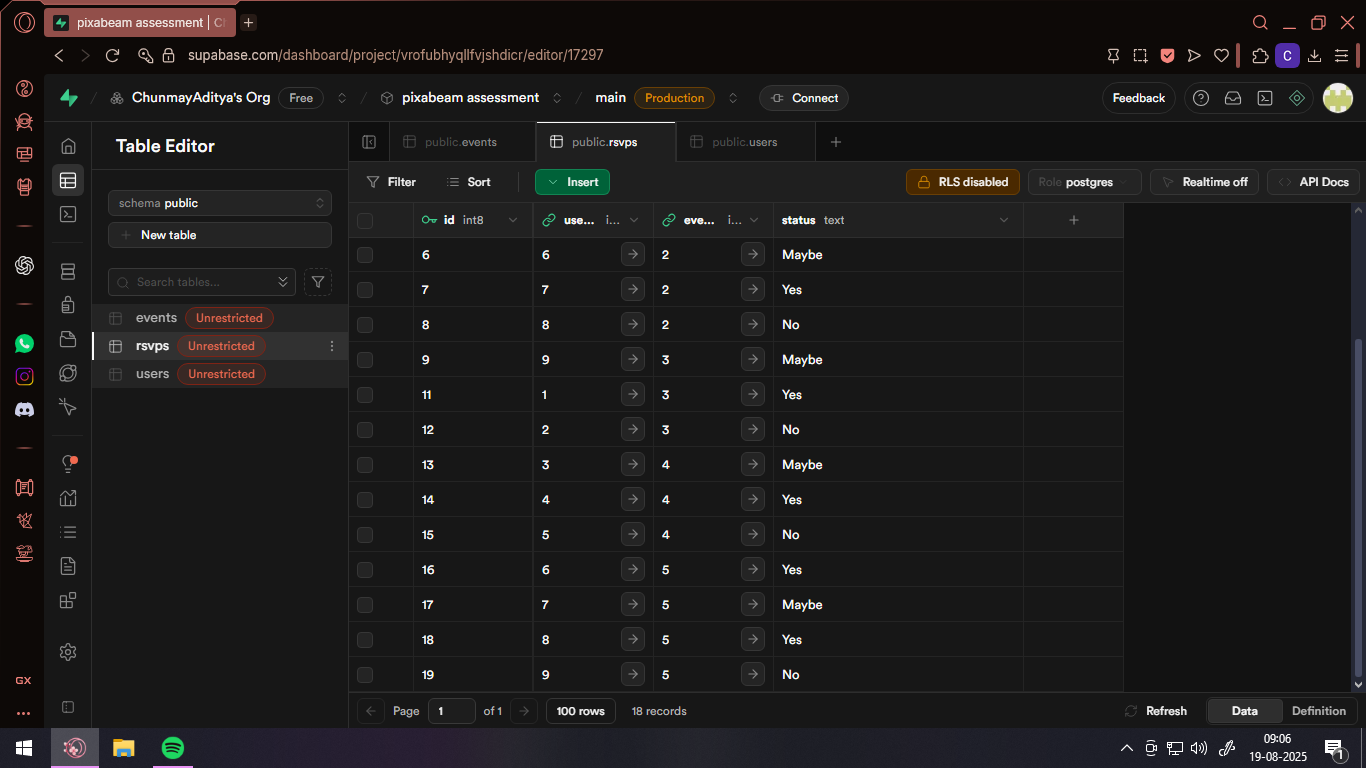 pixabeam assessment | C
supabase.com/dashboard/project/vrofubhyqllfvjshdicr/editor/17297
C
/ ChunmayAditya's Org Free / pixabeam assessment / main Production Connect Feedback
Table Editor
public.events public.rsvps public.users
Filter Sort Insert RLS disabled Role postgres Realtime off API Docs
schema public
New table
Search tables...
events Unrestricted
rsvps Unrestricted
users Unrestricted
id int8 use... i... eve... i... status text
6 6 2 Maybe
7 7 2 Yes
8 8 2 No
9 9 3 Maybe
11 1 3 Yes
12 2 3 No
13 3 4 Maybe
14 4 4 Yes
15 5 4 No
16 6 5 Yes
17 7 5 Maybe
18 8 5 Yes
19 9 5 No
GX
Page 1 of 1 100 rows 18 records Refresh Data Definition
09:06
19-08-2025
1